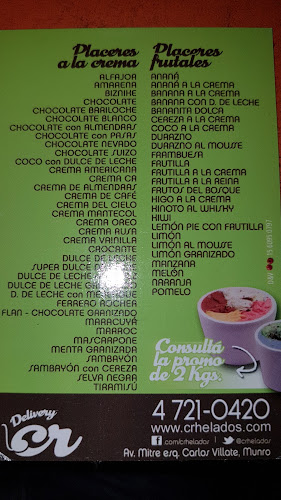 Placeres
a la crema
ALFAJOR
AMARENA
BIZNIKE
CHOCOLATE
CHOCOLATE BARILOCHE
CHOCOLATE BLANCO
CHOCOLATE con ALMENDRAS
CHOCOLATE con PASAS
CHOCOLATE NEVADO
CHOCOLATE SUIZO
COCO con DULCE DE LECHE
CREMA AMERICANA
CREMA CR
CREMA DE ALMENDRAS
CREMA DE CAFÉ
CREMA DEL CIELO
CREMA MANTECOL
CREMA OREO
CREMA RUSA
CREMA VAINILLA
CROCANTE
DULCE DE LECHE
SUPER DULCE DE
DULCE DE LECHE
DULCE DE LECHE
D. DE LECHE con
FERRERO ROCHER
FLAN - CHOCOLATE GRANIZADO
MARACUYÁ
MARROC
MASCARPONE
MENTA GRANIZADA
SAMBAYÓN
SAMBAYÓN con CEREZA
SELVA NEGRA
TIRAMISÚ
Placeres
frutales
ANANÁ
ANANÁ A LA CREMA
BANANA A LA CREMA
BANANA CON D. DE LECHE
BANANITA DOLCA
CEREZA A LA CREMA
COCO A LA CREMA
DURAZNO
DURAZNO AL MOUSSE
FRAMBUESA
FRUTILLA
FRUTILLA A LA CREMA
FRUTILLA A LA REINA
FRUTOS DEL BOSQUE
HIGO A LA CREMA
HINOTO AL WHISKY
KIWI
LEMON PIE CON FRUTILLA
LIMÓN
LIMÓN AL MOUSSE
LIMÓN GRANIZADO
MANZANA
MELÓN
NARANJA
POMELO
Consultá
la promo
de 2 Kgs.
Delivery
cr
4 721-0420
www.crhelados.com
.com/crhelados | @crhelados
Av. Mitre esq. Carlos Villate, Munro